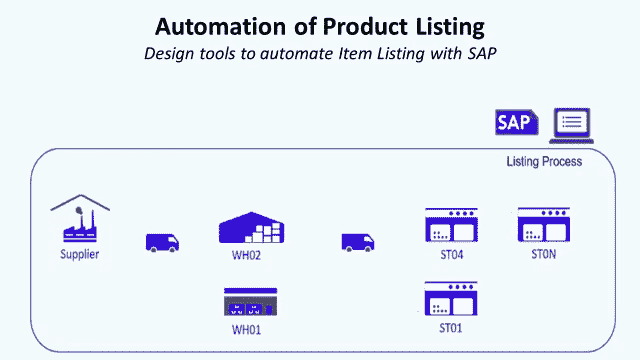 Automation of Product Listing
Design tools to automate Item Listing with SAP
SAP
Listing Process
Supplier
WH02
ST04
ST0N
WH01
ST01